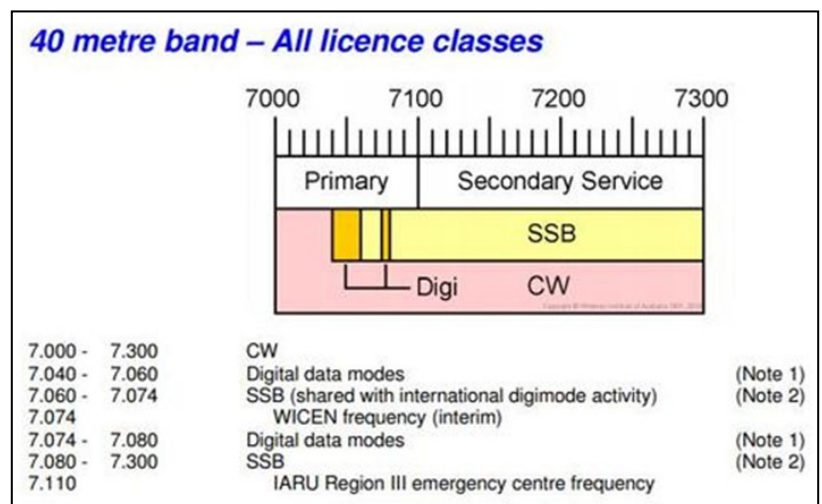 40 metre band – All licence classes
7000 7100 7200 7300
Primary Secondary Service
SSB
Digi CW
7.000 - 7.300 CW
7.040 - 7.060 Digital data modes (Note 1)
7.060 - 7.074 SSB (shared with international digimode activity) (Note 2)
7.074 WICEN frequency (interim)
7.074 - 7.080 Digital data modes (Note 1)
7.080 - 7.300 SSB (Note 2)
7.110 IARU Region III emergency centre frequency